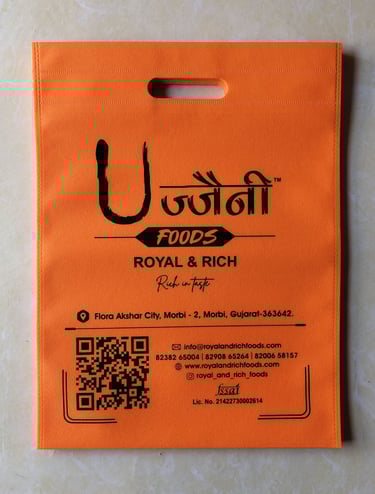 Uज्जैनी™
FOODS
ROYAL & RICH
Rich in taste
Flora Akshar City, Morbi - 2, Morbi, Gujarat-363642.
info@royalandrichfoods.com
82382 65004 | 82908 65264 | 82006 58157
www.royalandrichfoods.com
royal_and_rich_foods
fssai
Lic. No. 21422730002614